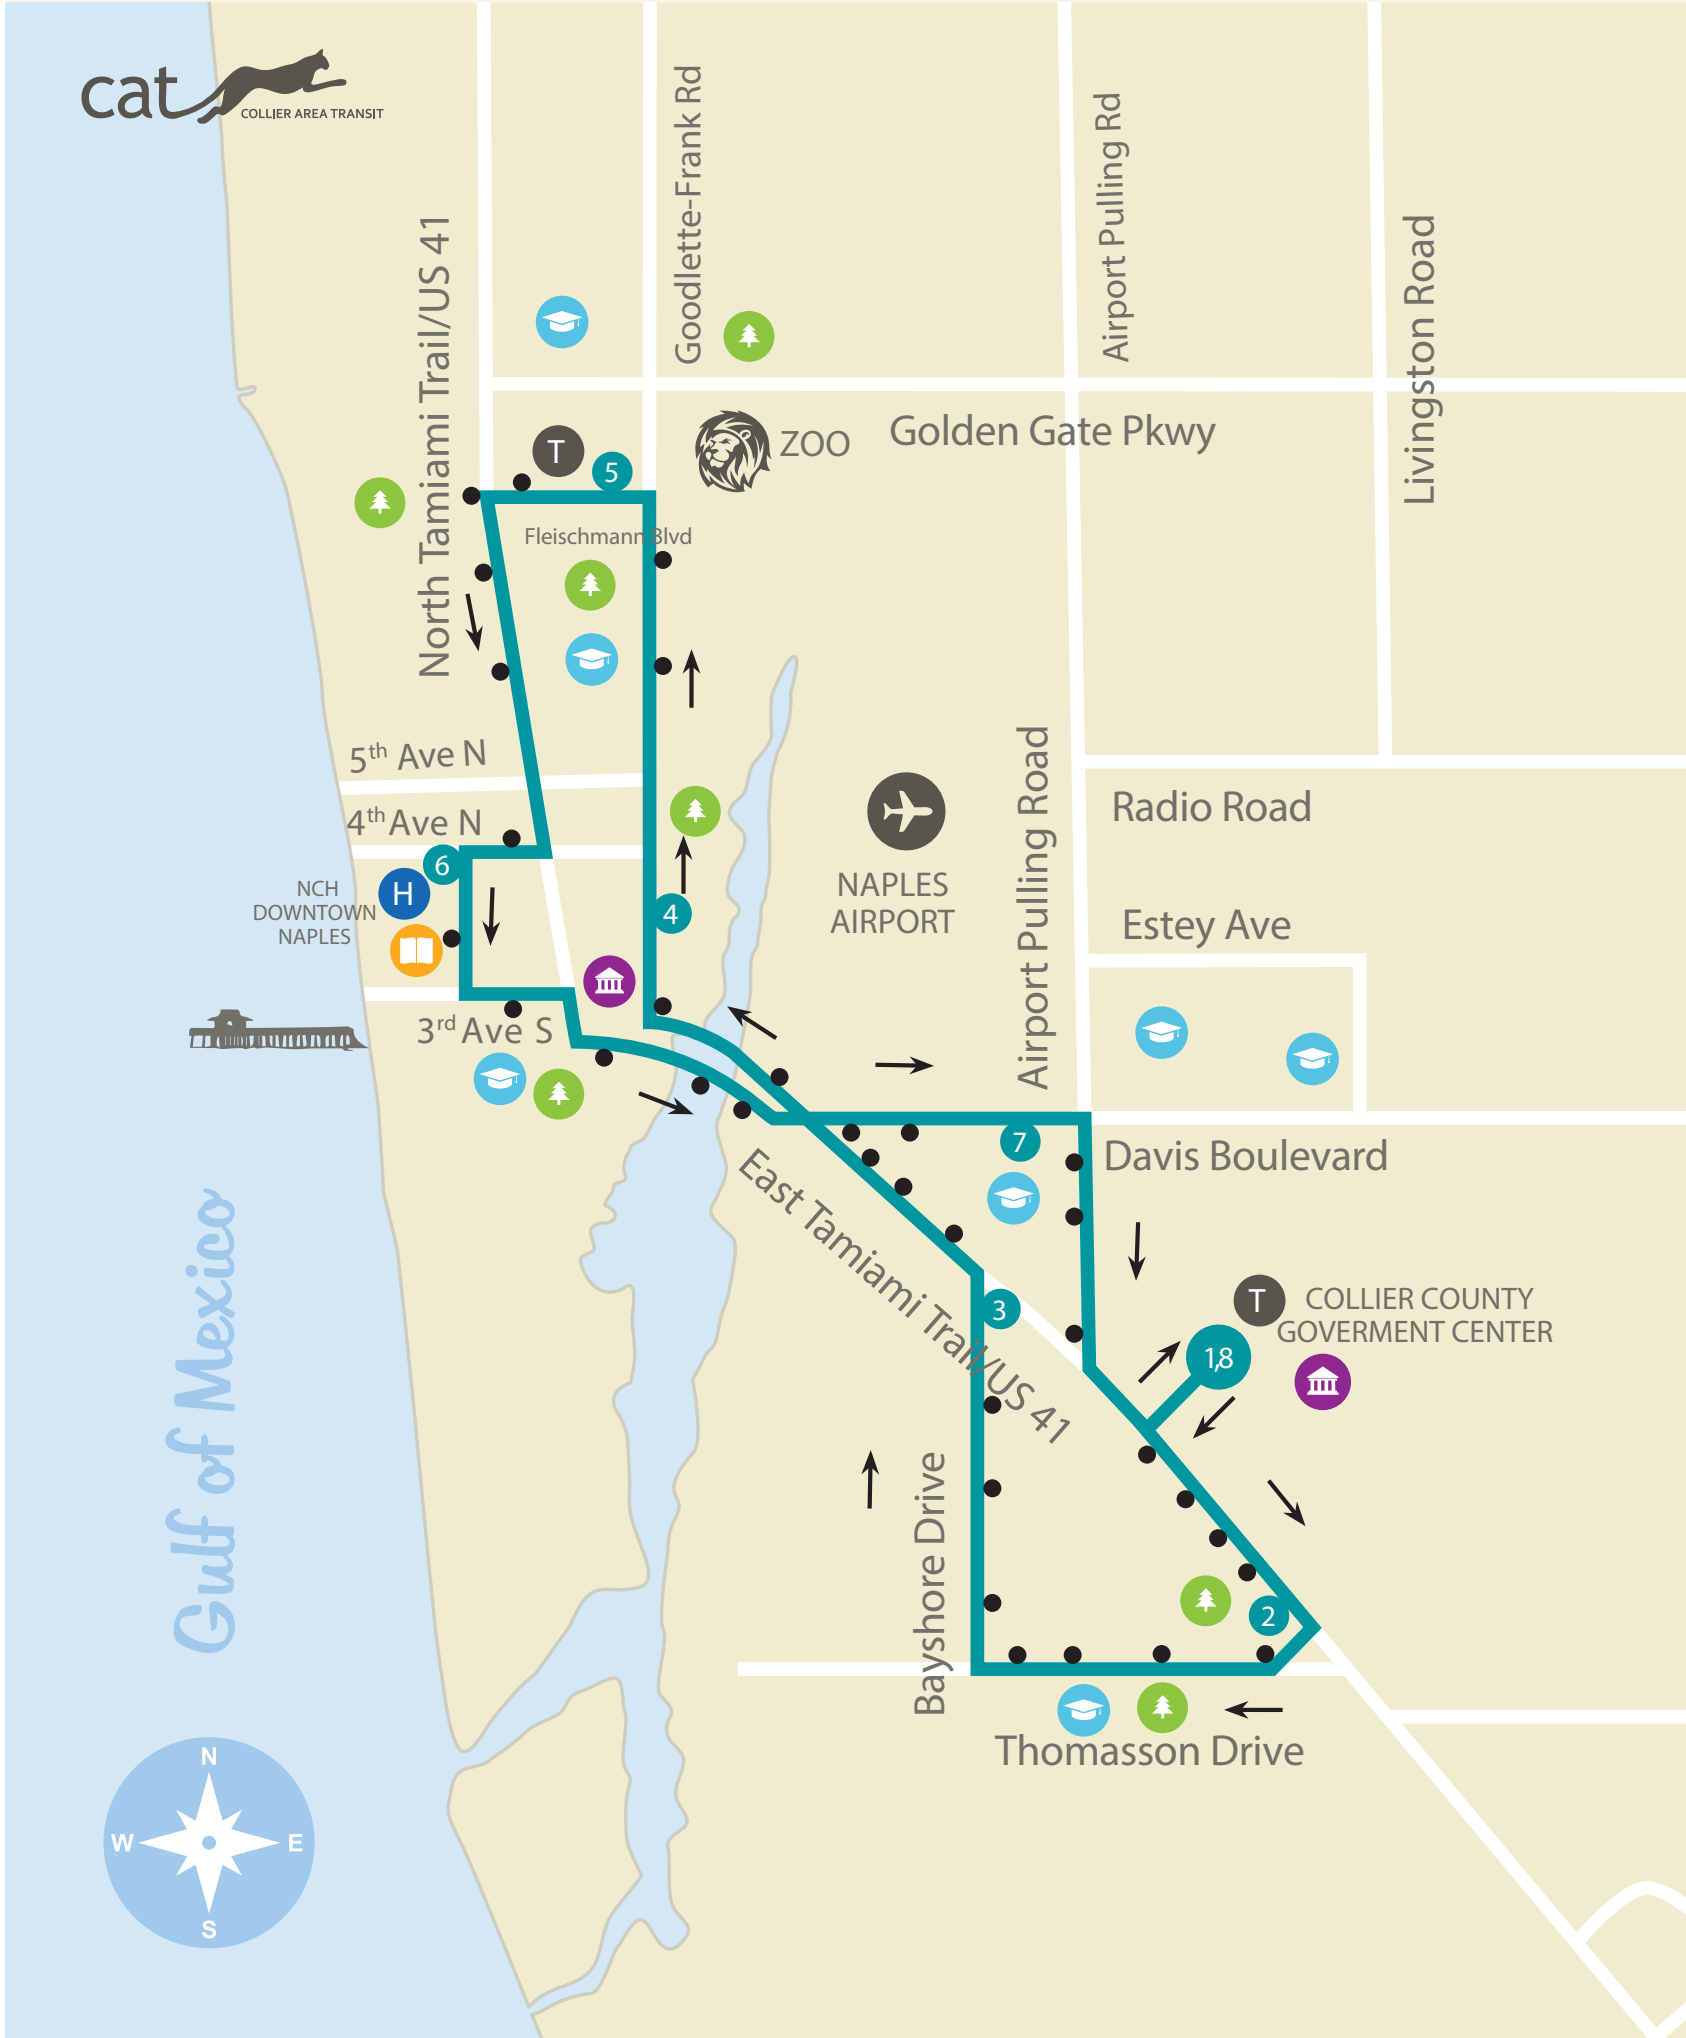 cat
COLLIER AREA TRANSIT
Goodlette-Frank Rd
Airport Pulling Rd
North Tamiami Trail/US 41
Livingston Road
Golden Gate Pkwy
ZOO
T
5
Fleischmann Blvd
5th Ave N
4th Ave N
6
H
NCH
DOWNTOWN
NAPLES
4
NAPLES
AIRPORT
Airport Pulling Road
Radio Road
Estey Ave
3rd Ave S
7
Davis Boulevard
East Tamiami Trail/US 41
3
T
COLLIER COUNTY
GOVERMENT CENTER
1,8
Gulf of Mexico
Bayshore Drive
2
Thomasson Drive
N
W
E
S